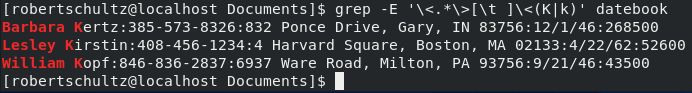 [robertschultz@localhost Documents]$ grep -E '\<.*\>[\t ]\<(K|k)' datebook
Barbara Kertz:385-573-8326:832 Ponce Drive, Gary, IN 83756:12/1/46:268500
Lesley Kirstin:408-456-1234:4 Harvard Square, Boston, MA 02133:4/22/62:52600
William Kopf:846-836-2837:6937 Ware Road, Milton, PA 93756:9/21/46:43500
[robertschultz@localhost Documents]$